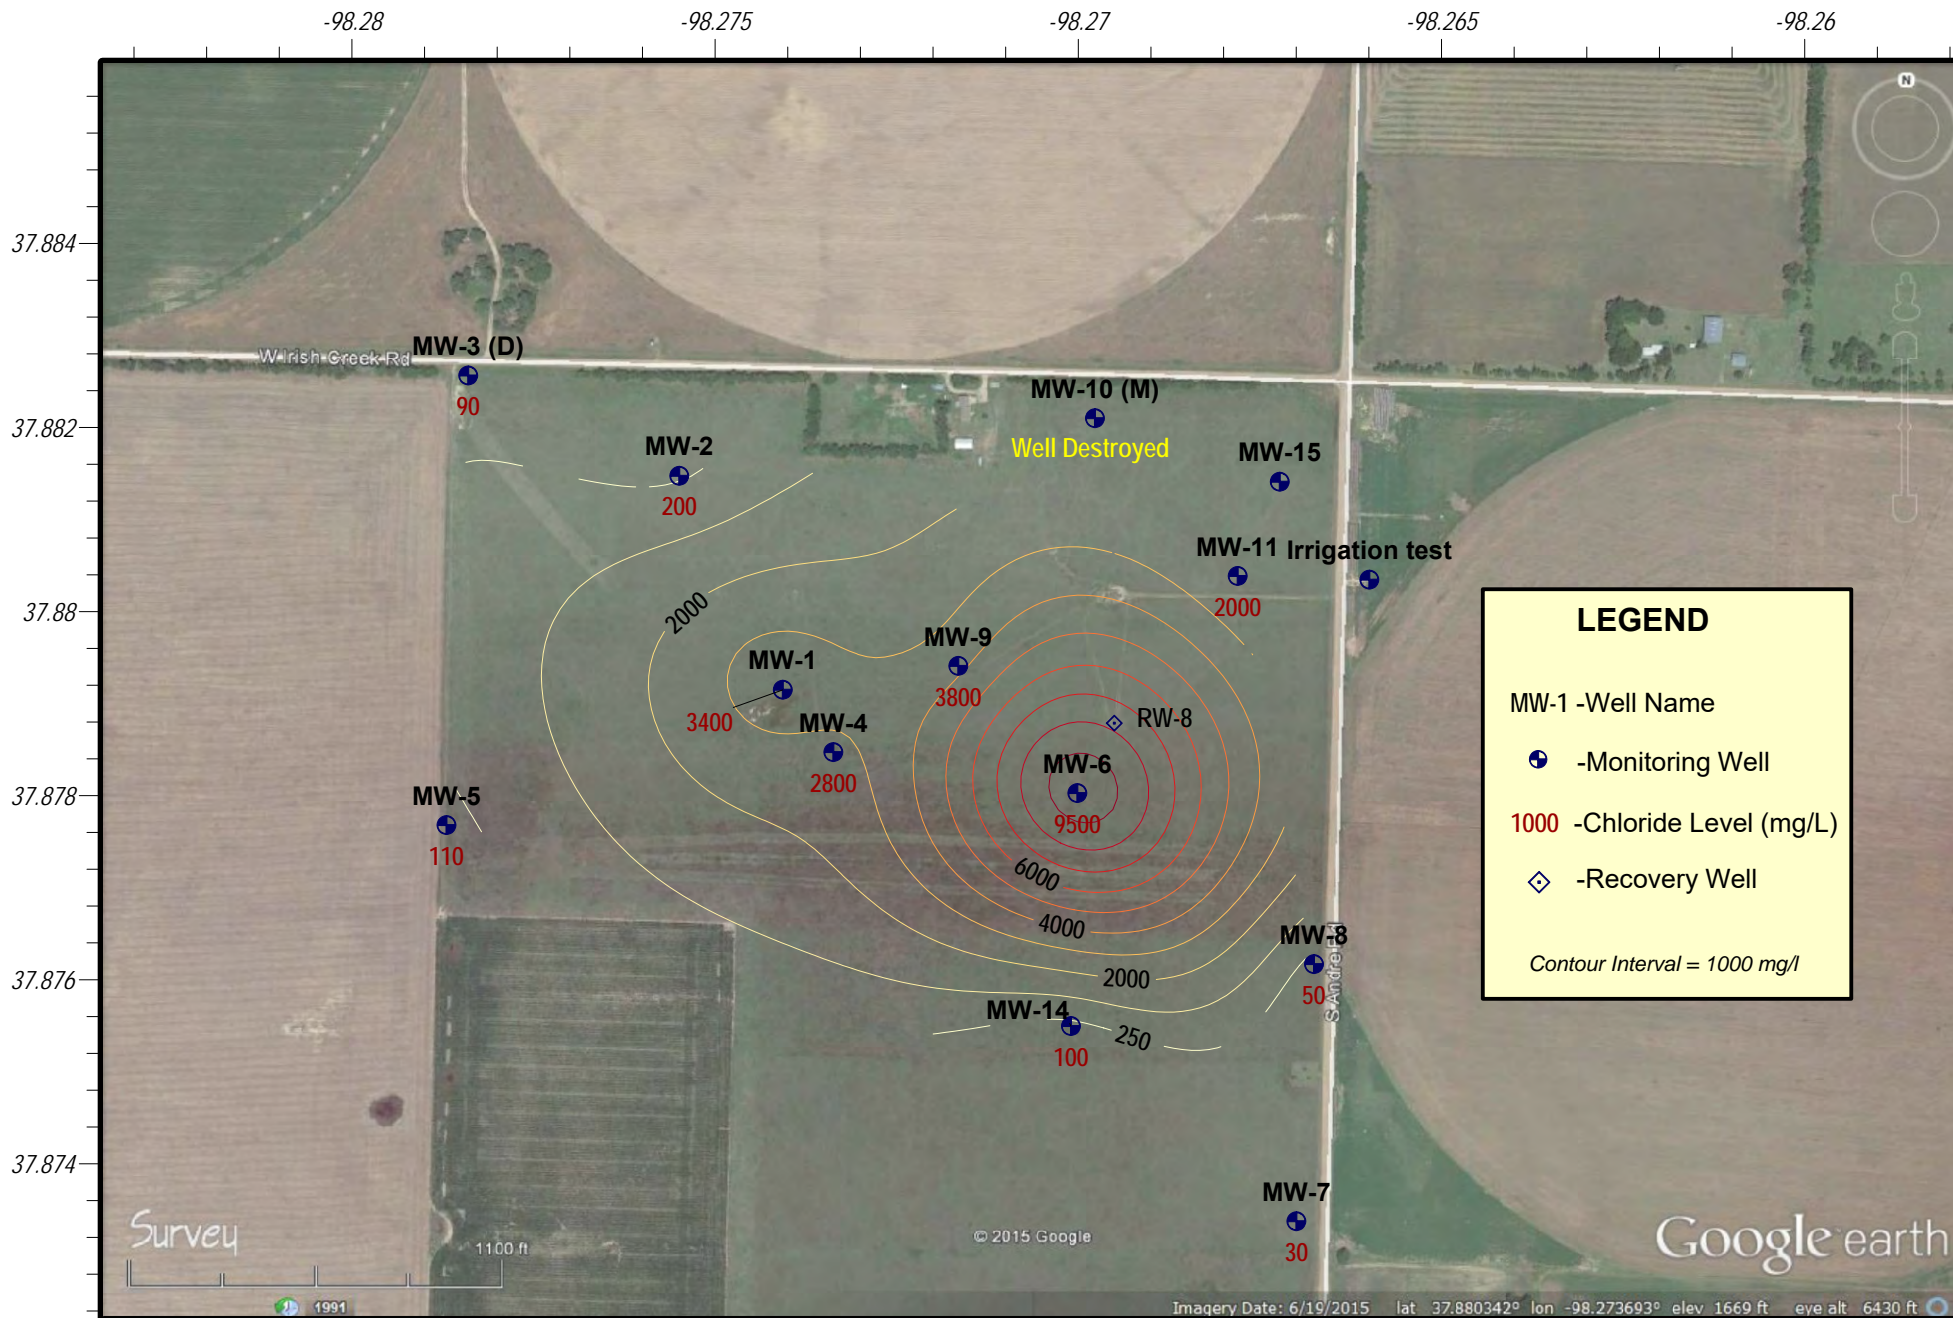 -98.28 -98.275 -98.27 -98.265 -98.26
N
37.884
MW-3 (D)
W Irish Creek Rd
90
MW-10 (M)
Well Destroyed
37.882
MW-2
200
MW-15
MW-11
2000
Irrigation test
37.88
2000
MW-9
3800
MW-1
3400
MW-4
2800
RW-8
MW-6
9500
37.878
MW-5
110
6000
4000
2000
MW-8
50
S Andre Rd
37.876
MW-14
100
250
37.874
MW-7
30
LEGEND
MW-1 -Well Name
-Monitoring Well
1000 -Chloride Level (mg/L)
-Recovery Well
Contour Interval = 1000 mg/l
Survey
1100 ft
© 2015 Google
Google earth
1991
Imagery Date: 6/19/2015 lat 37.880342° lon -98.273693° elev 1669 ft eye alt 6430 ft